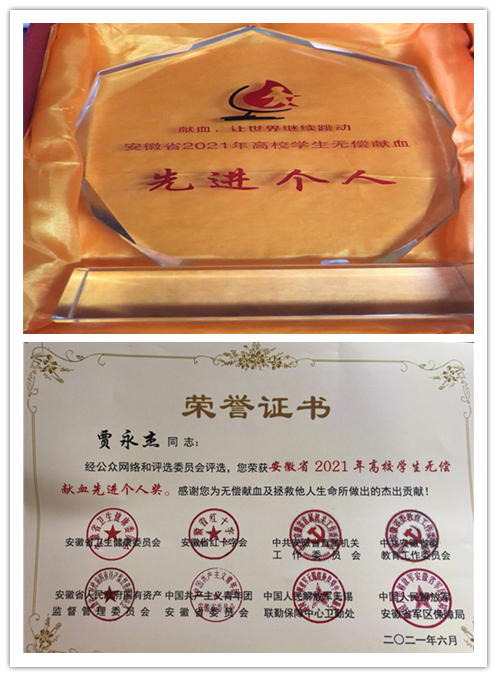 献血，让世界继续跳动
安徽省2021年高校学生无偿献血
先进个人
荣誉证书
贾永杰 同志：
经公众网络和评选委员会评选，您荣获安徽省 2021 年高校学生无偿
献血先进个人奖。感谢您为无偿献血及拯救他人生命所做出的杰出贡献！
安徽省卫生健康委员会 安徽省红十字会 中共安徽省直属机关 中共安徽省委
工作委员会 教育工作委员会
安徽省人民政府国有资产 中国共产主义青年团 中国人民解放军无锡 中国人民解放军
监督管理委员会 安徽省委员会 联勤保障中心卫勤处 安徽省军区保障局
二〇二一年六月